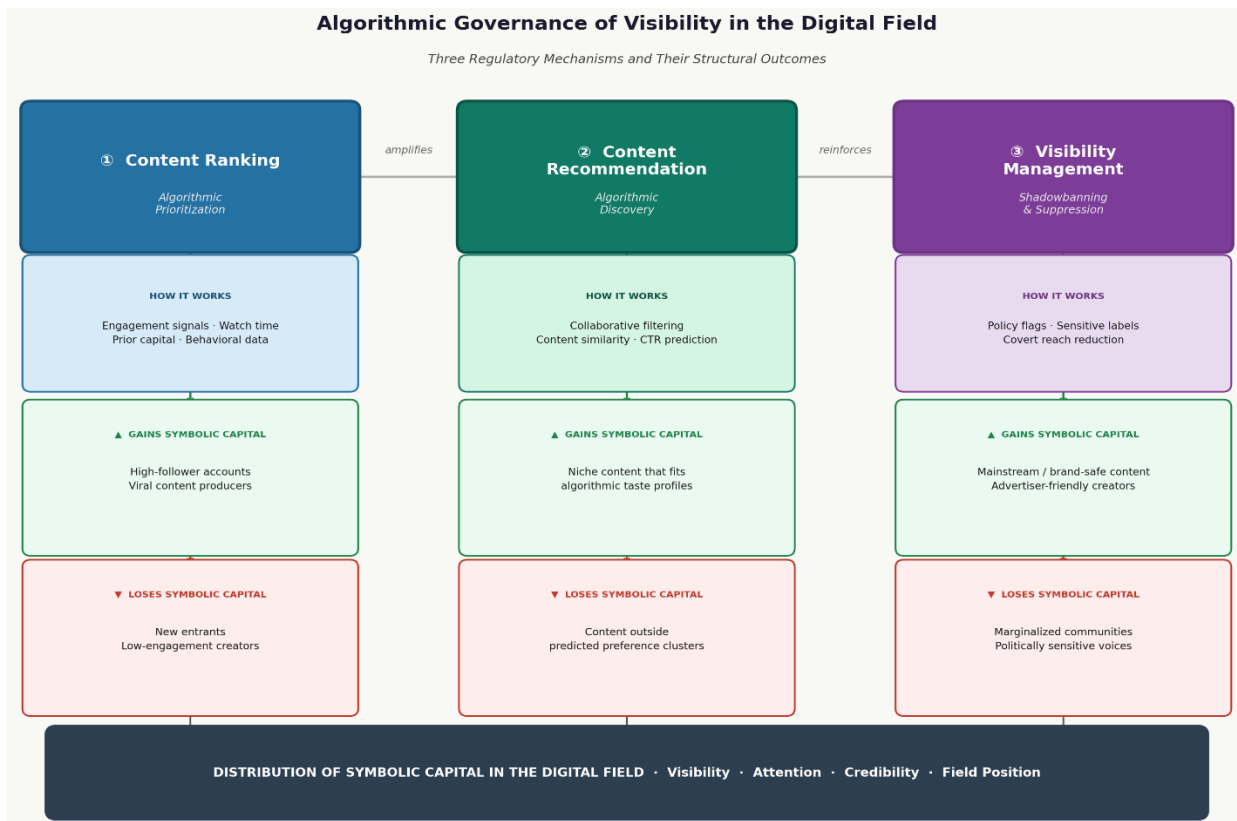 Algorithmic Governance of Visibility in the Digital Field
Three Regulatory Mechanisms and Their Structural Outcomes
① Content Ranking
Algorithmic
Prioritization
amplifies
② Content
Recommendation
Algorithmic
Discovery
reinforces
③ Visibility
Management
Shadowbanning
& Suppression
HOW IT WORKS
Engagement signals · Watch time
Prior capital · Behavioral data
HOW IT WORKS
Collaborative filtering
Content similarity · CTR prediction
HOW IT WORKS
Policy flags · Sensitive labels
Covert reach reduction
▲ GAINS SYMBOLIC CAPITAL
High-follower accounts
Viral content producers
▲ GAINS SYMBOLIC CAPITAL
Niche content that fits
algorithmic taste profiles
▲ GAINS SYMBOLIC CAPITAL
Mainstream / brand-safe content
Advertiser-friendly creators
▼ LOSES SYMBOLIC CAPITAL
New entrants
Low-engagement creators
▼ LOSES SYMBOLIC CAPITAL
Content outside
predicted preference clusters
▼ LOSES SYMBOLIC CAPITAL
Marginalized communities
Politically sensitive voices
DISTRIBUTION OF SYMBOLIC CAPITAL IN THE DIGITAL FIELD · Visibility · Attention · Credibility · Field Position